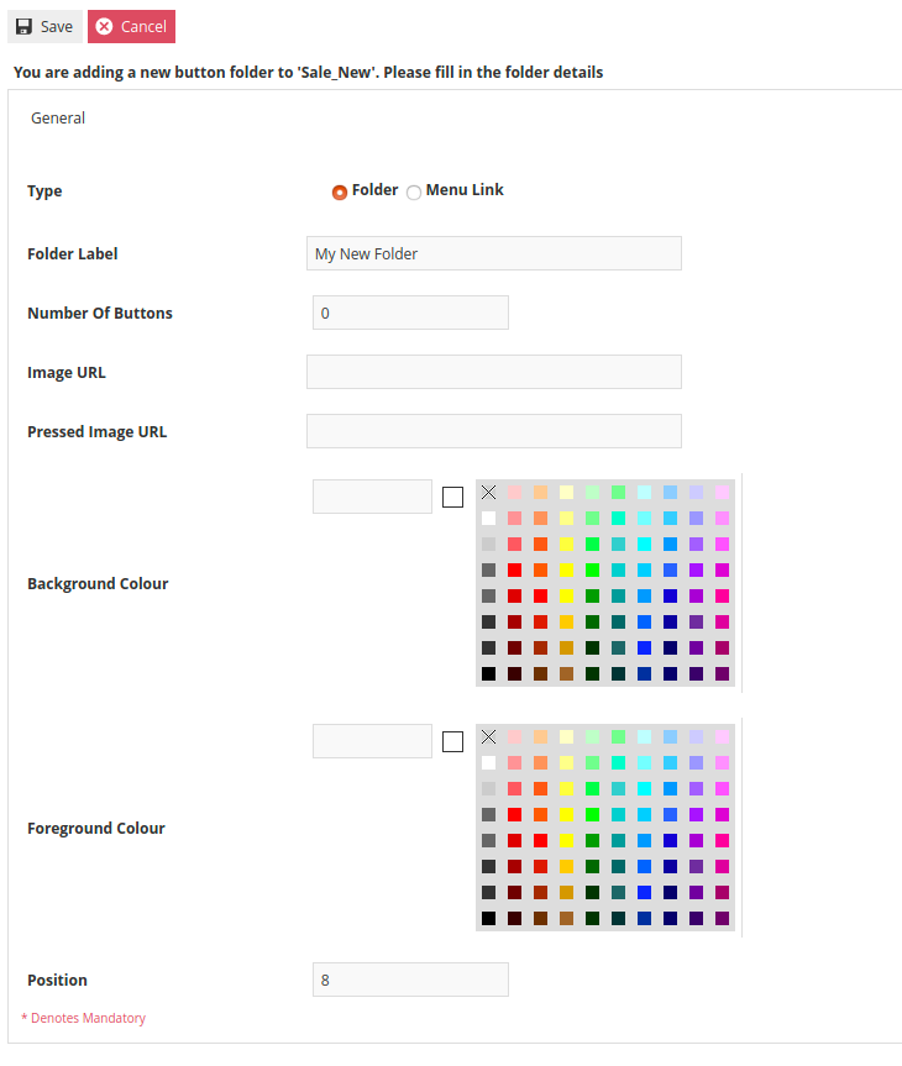 Save Cancel
You are adding a new button folder to 'Sale_New'. Please fill in the folder details
General
Type Folder Menu Link
Folder Label My New Folder
Number Of Buttons 0
Image URL
Pressed Image URL
Background Colour
Foreground Colour
Position 8
* Denotes Mandatory